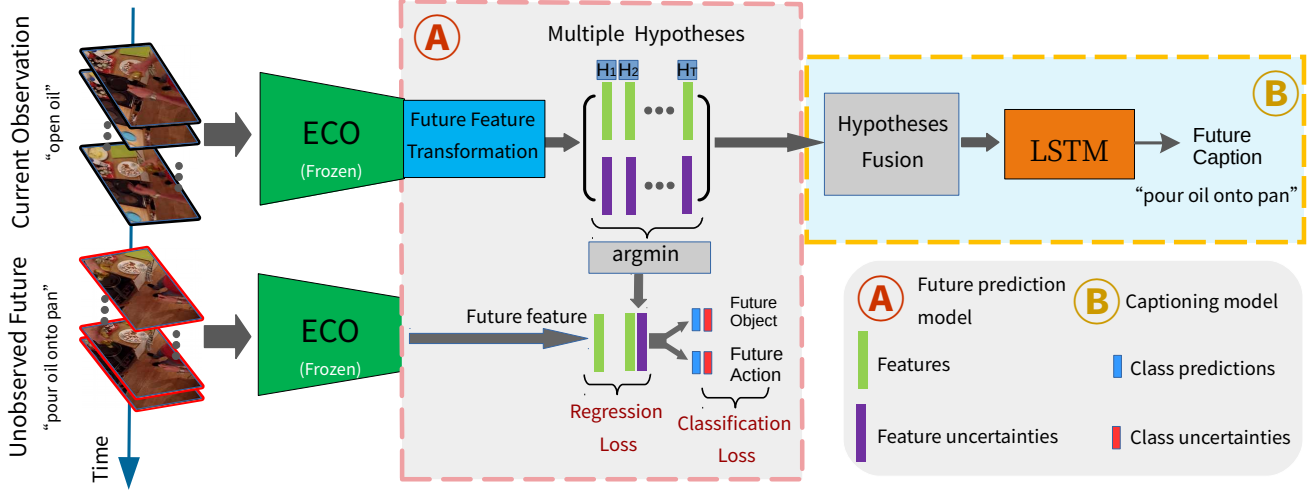 Current Observation
“open oil”
Unobserved Future
“pour oil onto pan”
Time
ECO
(Frozen)
ECO
(Frozen)
A
Multiple Hypotheses
Future Feature
Transformation
H1 H2 HT
argmin
Future feature
Future
Object
Future
Action
Regression
Loss
Classification
Loss
B
Hypotheses
Fusion
LSTM
Future
Caption
“pour oil onto pan”
A Future prediction
model
B Captioning model
Features
Class predictions
Feature uncertainties
Class uncertainties